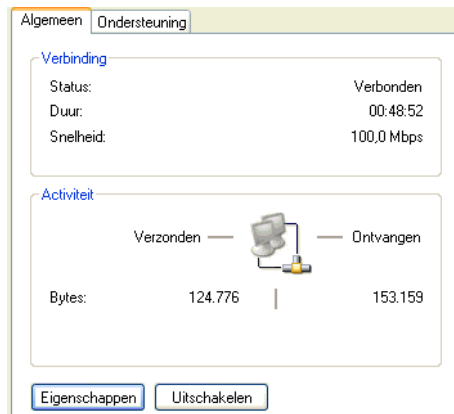 Algemeen Ondersteuning
Verbinding
Status: Verbonden
Duur: 00:48:52
Snelheid: 100,0 Mbps
Activiteit
Verzonden Ontvangen
Bytes: 124.776 153.159
Eigenschappen Uitschakelen